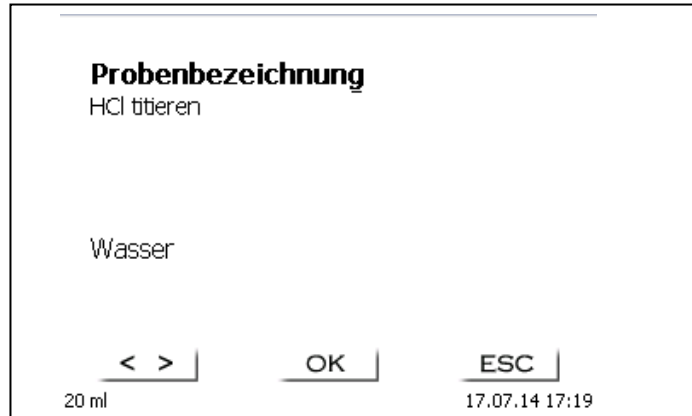 Probenbezeichnung
HCl titieren
Wasser
< > OK ESC
20 ml 17.07.14 17:19